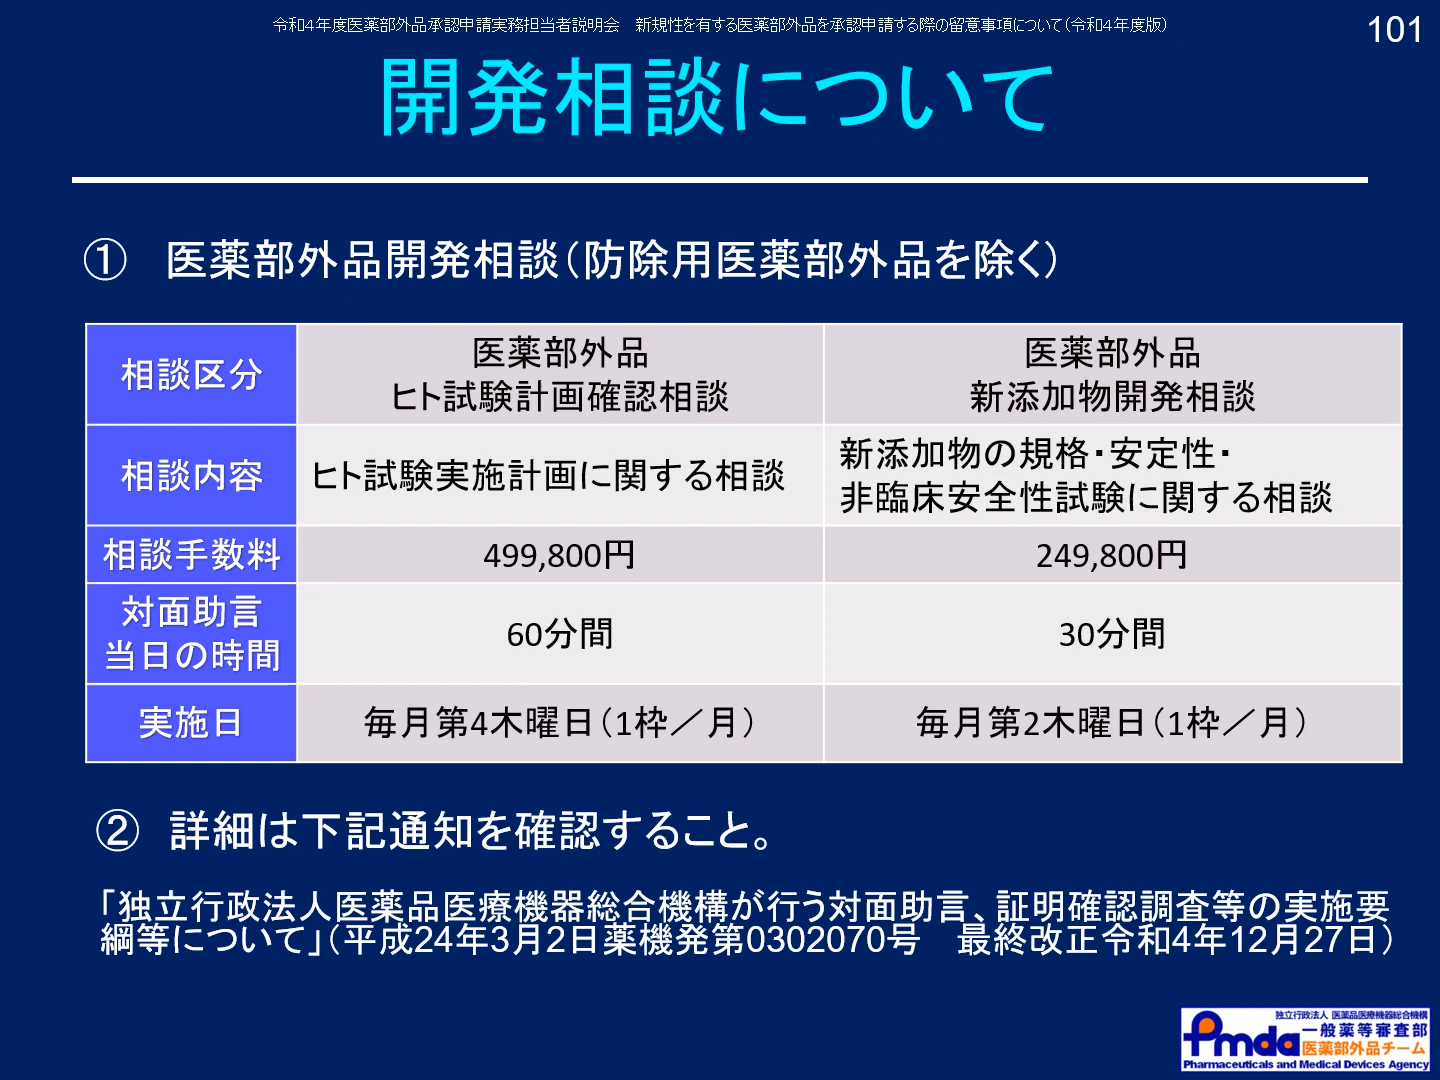 令和４年度医薬部外品承認申請実務担当者説明会　新規性を有する医薬部外品を承認申請する際の留意事項について（令和４年度版）
101
開発相談について
①　医薬部外品開発相談（防除用医薬部外品を除く）
相談区分
医薬部外品
ヒト試験計画確認相談
医薬部外品
新添加物開発相談
相談内容
ヒト試験実施計画に関する相談
新添加物の規格・安定性・
非臨床安全性試験に関する相談
相談手数料
499,800円
249,800円
対面助言
当日の時間
60分間
30分間
実施日
毎月第4木曜日（1枠／月）
毎月第2木曜日（1枠／月）
②　詳細は下記通知を確認すること。
「独立行政法人医薬品医療機器総合機構が行う対面助言、証明確認調査等の実施要
綱等について」（平成24年3月2日薬機発第0302070号　最終改正令和4年12月27日）
独立行政法人 医薬品医療機器総合機構
Pmda 一般薬等審査部
医薬部外品チーム
Pharmaceuticals and Medical Devices Agency